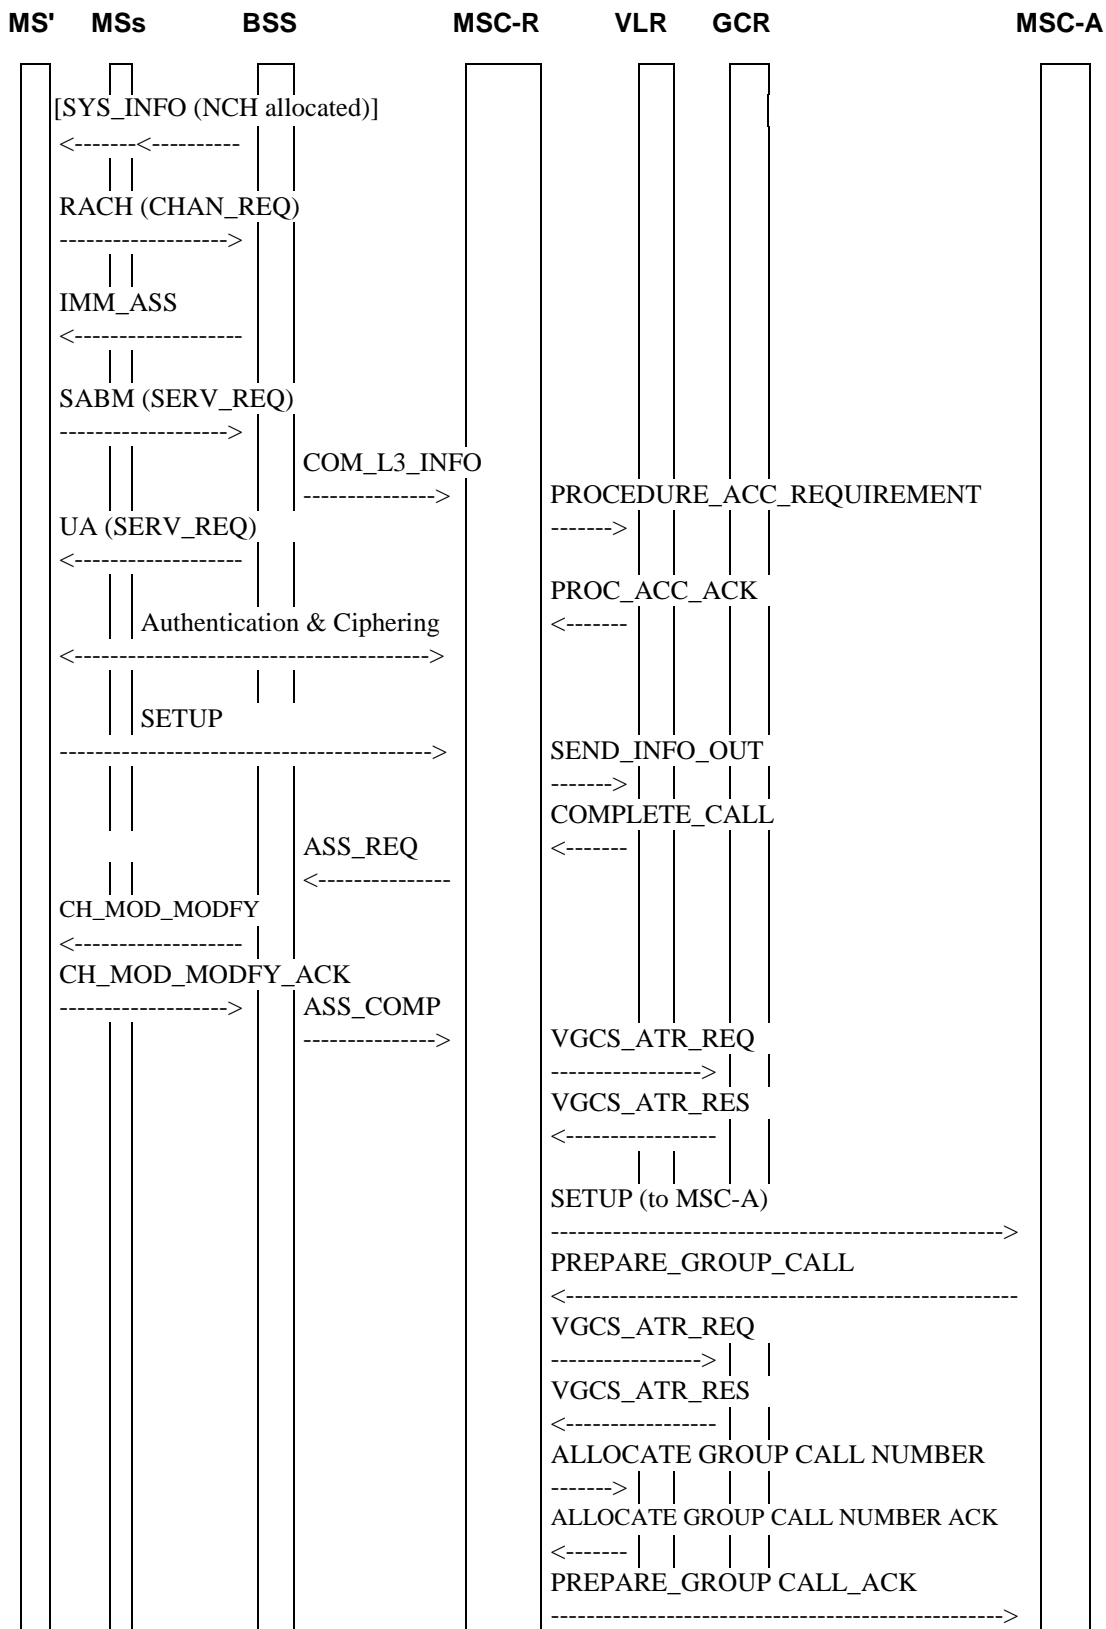 MS' MSs BSS MSC-R VLR GCR MSC-A
[SYS_INFO (NCH allocated)]
<-------<----------
RACH (CHAN_REQ)
------------------->
IMM_ASS
<-------------------
SABM (SERV_REQ)
------------------->
COM_L3_INFO
---------------> PROCEDURE_ACC_REQUIREMENT
UA (SERV_REQ) ------->
<-------------------
PROC_ACC_ACK
Authentication & Ciphering <-------
<---------------------------------------->
SETUP
------------------------------------------> SEND_INFO_OUT
------->
COMPLETE_CALL
ASS_REQ <-------
<---------------
CH_MOD_MODFY
<-------------------
CH_MOD_MODFY_ACK
-------------------> ASS_COMP
---------------> VGCS_ATR_REQ
----------------->
VGCS_ATR_RES
<-----------------
SETUP (to MSC-A)
--------------------------------------------------->
PREPARE_GROUP_CALL
<---------------------------------------------------
VGCS_ATR_REQ
----------------->
VGCS_ATR_RES
<-----------------
ALLOCATE GROUP CALL NUMBER
------->
ALLOCATE GROUP CALL NUMBER ACK
<-------
PREPARE_GROUP CALL_ACK
--------------------------------------------------->